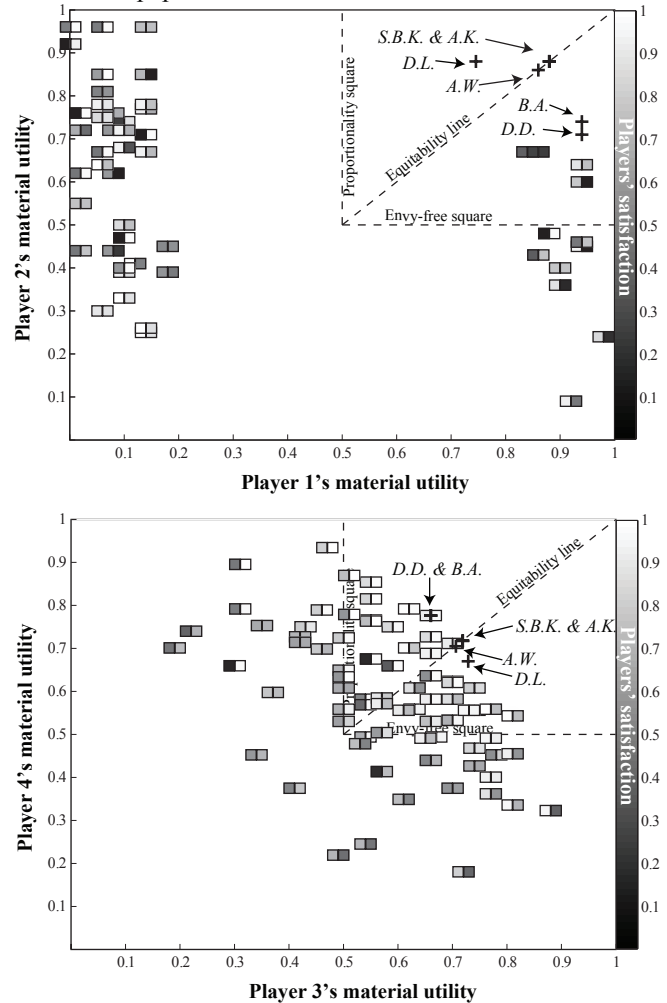 1
0.9
0.8
0.7
0.6
0.5
0.4
0.3
0.2
0.1
Player 2's material utility
S.B.K. & A.K.
D.L.
A.W.
B.A.
D.D.
Proportionality square
Equitability line
Envy-free square
0.1 0.2 0.3 0.4 0.5 0.6 0.7 0.8 0.9 1
Player 1's material utility
Players' satisfaction
1
0.9
0.8
0.7
0.6
0.5
0.4
0.3
0.2
0.1
1
0.9
0.8
0.7
0.6
0.5
0.4
0.3
0.2
0.1
Player 4's material utility
D.D. & B.A.
Equitability line
S.B.K. & A.K.
A.W.
D.L.
Envy-free square
0.1 0.2 0.3 0.4 0.5 0.6 0.7 0.8 0.9 1
Player 3's material utility
Players' satisfaction
1
0.9
0.8
0.7
0.6
0.5
0.4
0.3
0.2
0.1